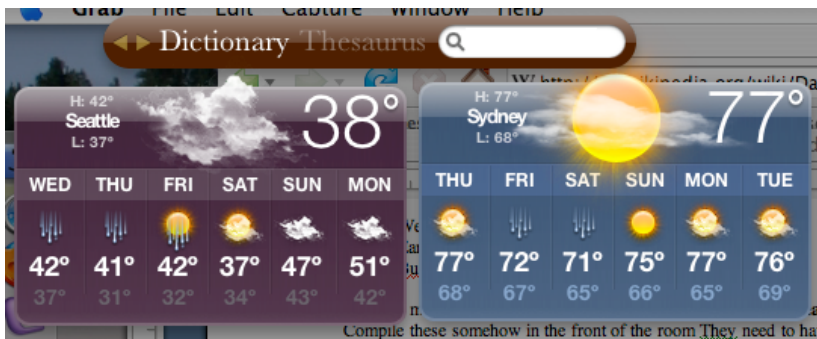 Grab File Edit Capture Window Help
Dictionary Thesaurus
H: 42°
Seattle
L: 37°
38°
WED THU FRI SAT SUN MON
42° 41° 42° 37° 47° 51°
37° 31° 32° 34° 43° 42°
H: 77°
Sydney
L: 68°
77°
THU FRI SAT SUN MON TUE
77° 72° 71° 75° 77° 76°
68° 67° 65° 66° 65° 69°
Compile these somehow in the front of the room They need to ha